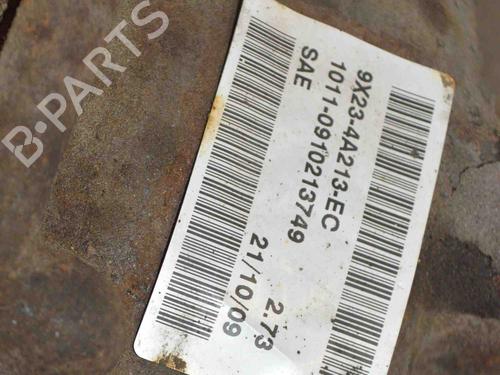 9X23-4A213-EC
1011-0910213749
SAE
2.73
21/10/09
B-PARTS